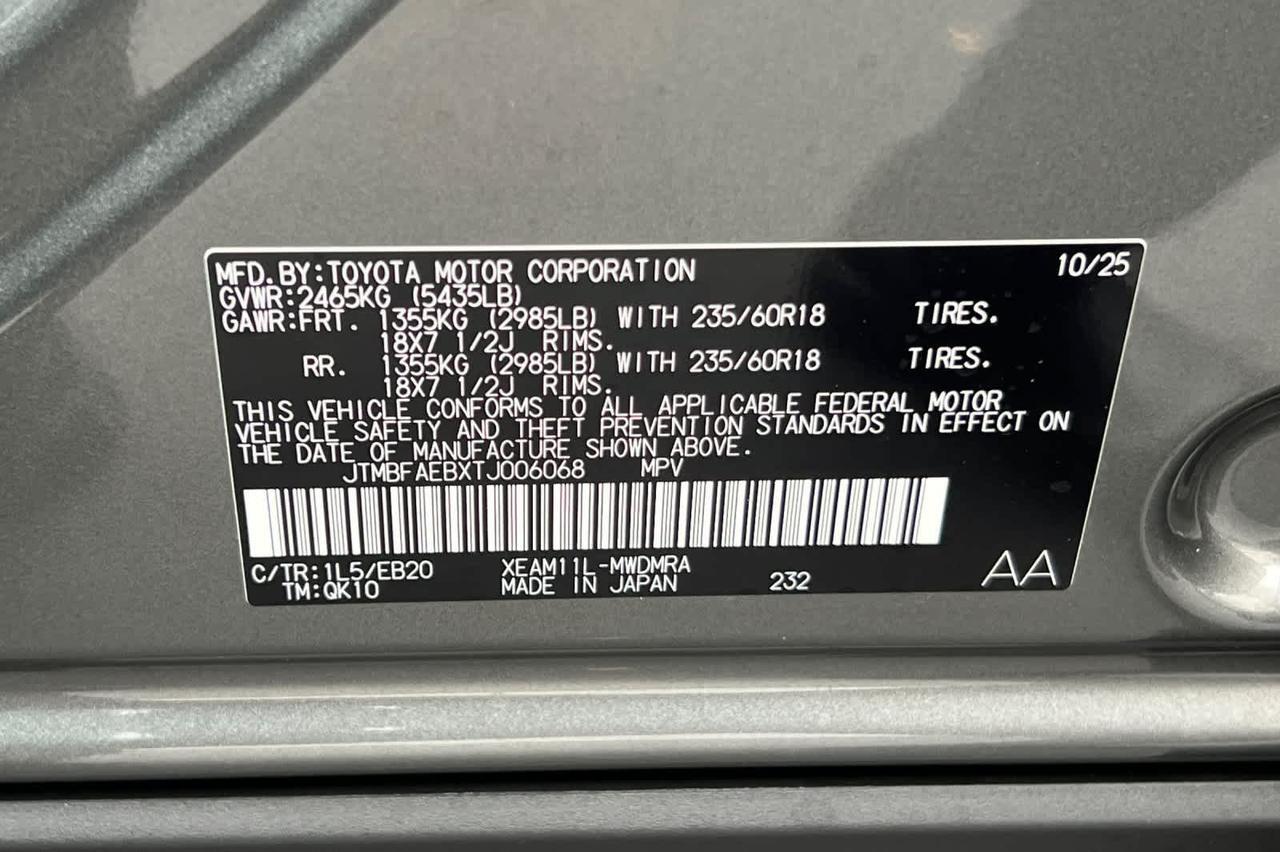 MFD.BY:TOYOTA MOTOR CORPORATION 10/25
GVWR:2465KG (5435LB)
GAWR:FRT. 1355KG (2985LB) WITH 235/60R18 TIRES.
18X7 1/2J RIMS.
RR. 1355KG (2985LB) WITH 235/60R18 TIRES.
18X7 1/2J RIMS.
THIS VEHICLE CONFORMS TO ALL APPLICABLE FEDERAL MOTOR
VEHICLE SAFETY AND THEFT PREVENTION STANDARDS IN EFFECT ON
THE DATE OF MANUFACTURE SHOWN ABOVE.
JTMBFAEBXTJ006068 MPV
C/TR:1L5/EB20 XEAM11L-MWDMRA
TM:QK10 MADE IN JAPAN 232 AA